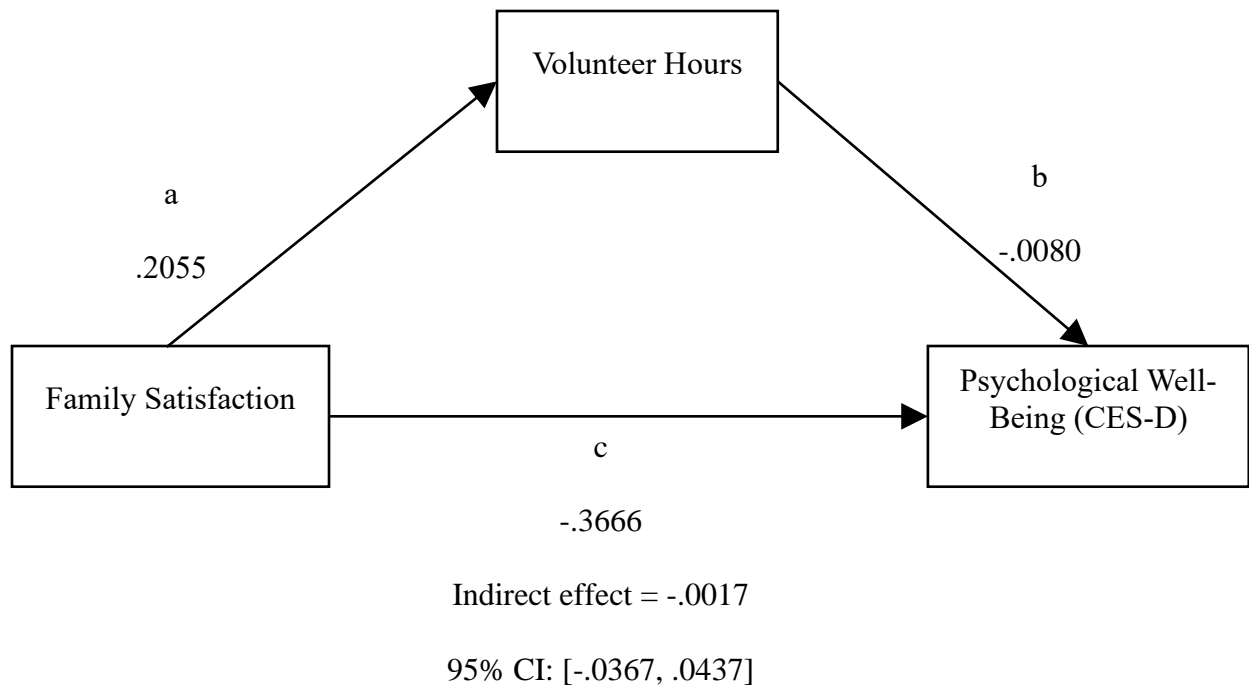 Volunteer Hours
a
.2055
b
-.0080
Family Satisfaction
Psychological Well-
Being (CES-D)
c
-.3666
Indirect effect = -.0017
95% CI: [-.0367, .0437]